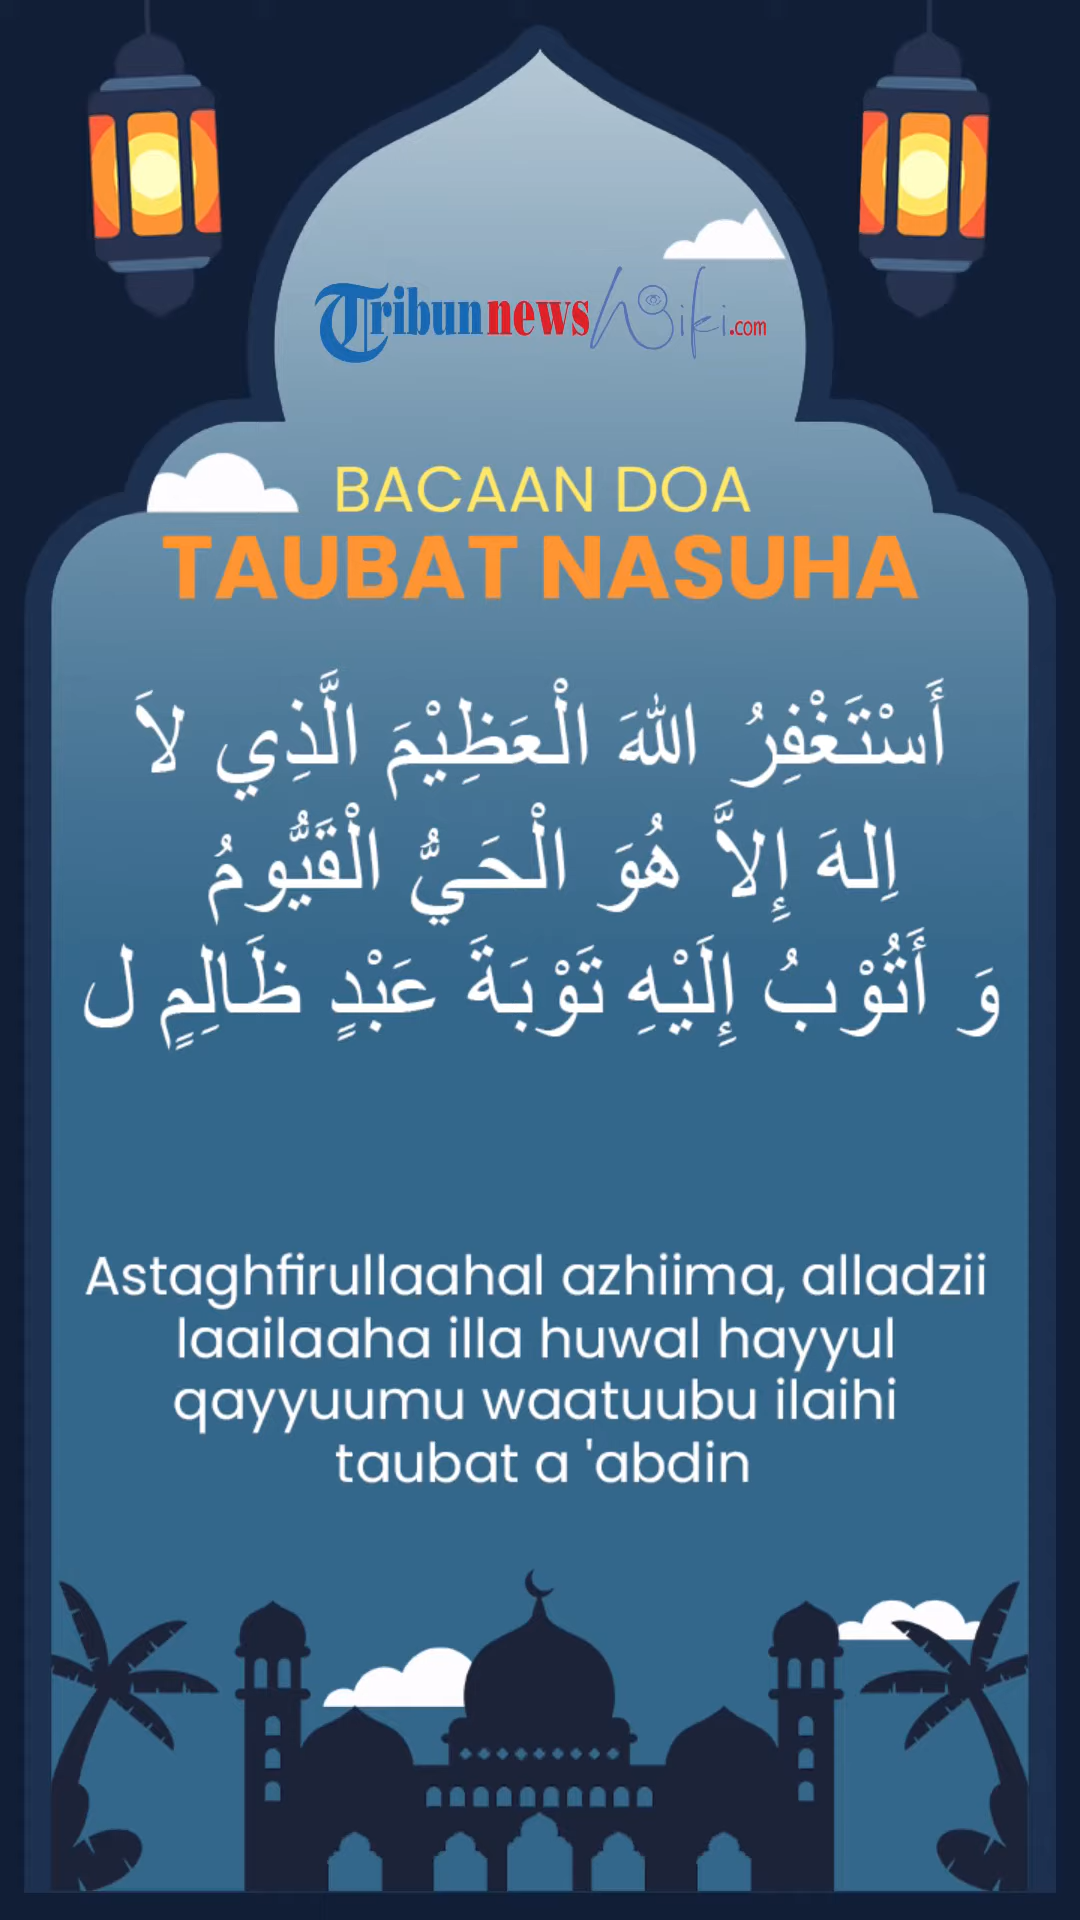 Tribunnews Wiki.com
BACAAN DOA
TAUBAT NASUHA
أَسْتَغْفِرُ اللهَ الْعَظِيْمَ الَّذِي لاَ
اِلهَ إِلاَّ هُوَ الْحَيُّ الْقَيُّومُ
وَ أَتُوْبُ إِلَيْهِ تَوْبَةَ عَبْدٍ ظَالِمٍ ل
Astaghfirullaahal azhiima, alladzii
laailaaha illa huwal hayyul
qayyuumu waatuubu ilaihi
taubat a 'abdin